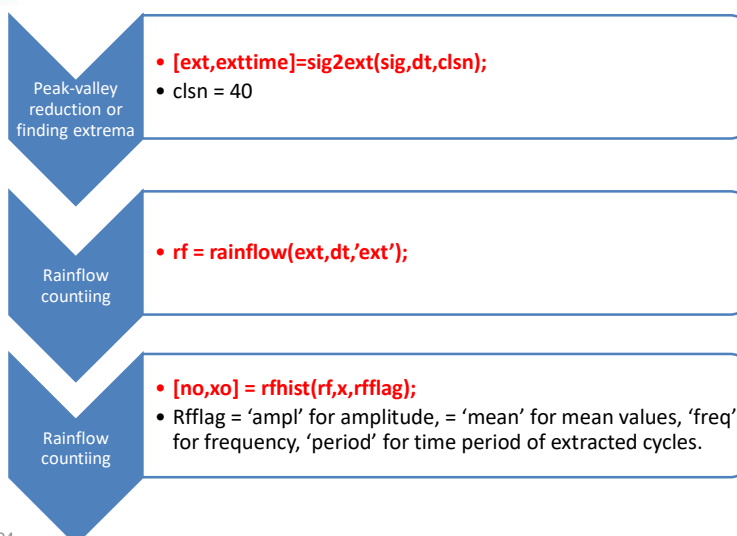 Peak-valley
reduction or
finding extrema
• [ext,exttime]=sig2ext(sig,dt,clsn);
• clsn = 40
Rainflow
countiing
• rf = rainflow(ext,dt,’ext’);
Rainflow
countiing
• [no,xo] = rfhist(rf,x,rfflag);
• Rfflag = ‘ampl’ for amplitude, = ‘mean’ for mean values, ‘freq’
for frequency, ‘period’ for time period of extracted cycles.